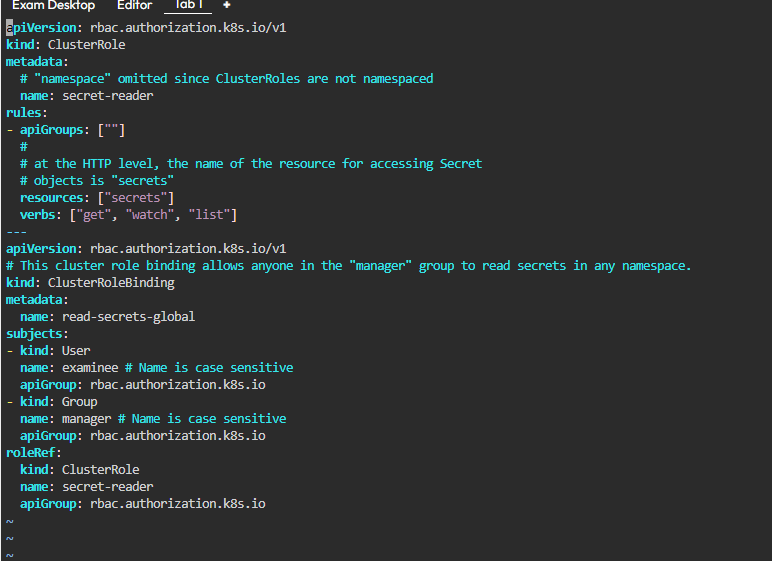 Exam Desktop Editor Tab 1 +
apiVersion: rbac.authorization.k8s.io/v1
kind: ClusterRole
metadata:
  # "namespace" omitted since ClusterRoles are not namespaced
  name: secret-reader
rules:
- apiGroups: [""]
  #
  # at the HTTP level, the name of the resource for accessing Secret
  # objects is "secrets"
  resources: ["secrets"]
  verbs: ["get", "watch", "list"]
---
apiVersion: rbac.authorization.k8s.io/v1
# This cluster role binding allows anyone in the "manager" group to read secrets in any namespace.
kind: ClusterRoleBinding
metadata:
  name: read-secrets-global
subjects:
- kind: User
  name: examinee # Name is case sensitive
  apiGroup: rbac.authorization.k8s.io
- kind: Group
  name: manager # Name is case sensitive
  apiGroup: rbac.authorization.k8s.io
roleRef:
  kind: ClusterRole
  name: secret-reader
  apiGroup: rbac.authorization.k8s.io
~
~
~